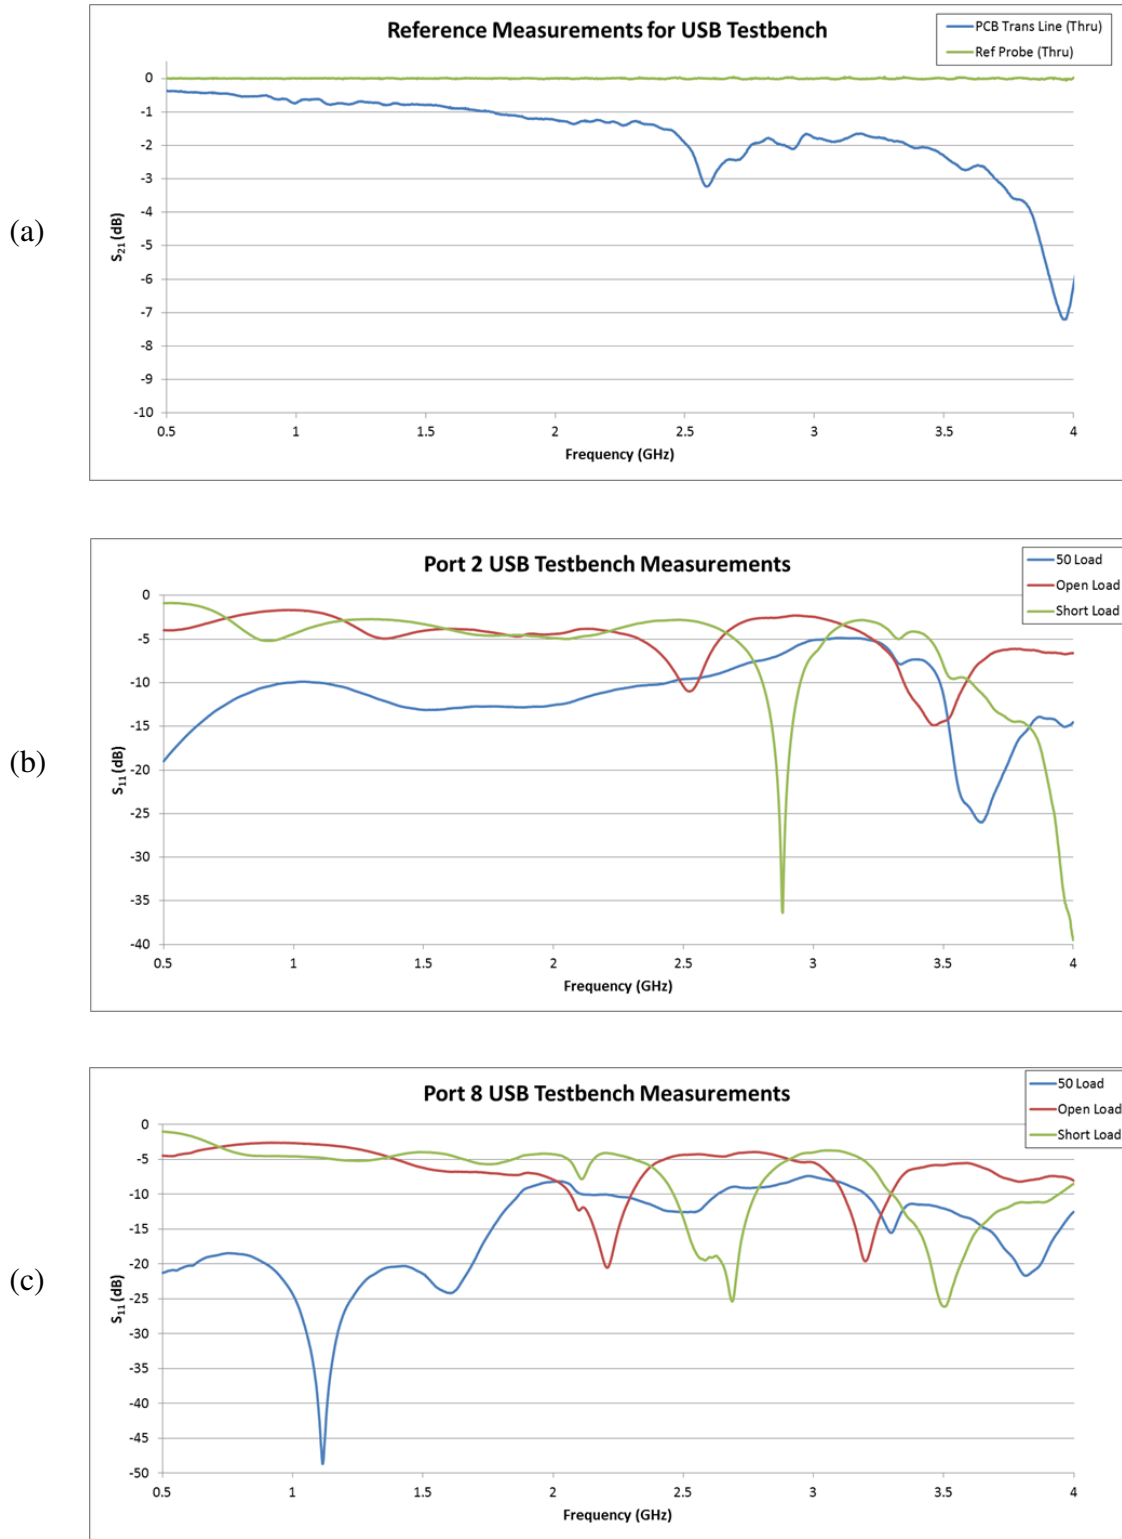 Reference Measurements for USB Testbench
PCB Trans Line (Thru)
Ref Probe (Thru)
0
-1
-2
-3
-4
-5
-6
-7
-8
-9
-10
S21 (dB)
0.5 1 1.5 2 2.5 3 3.5 4
Frequency (GHz)
(a)
Port 2 USB Testbench Measurements
50 Load
Open Load
Short Load
0
-5
-10
-15
-20
-25
-30
-35
-40
S11 (dB)
0.5 1 1.5 2 2.5 3 3.5 4
Frequency (GHz)
(b)
Port 8 USB Testbench Measurements
50 Load
Open Load
Short Load
0
-5
-10
-15
-20
-25
-30
-35
-40
-45
-50
S11 (dB)
0.5 1 1.5 2 2.5 3 3.5 4
Frequency (GHz)
(c)